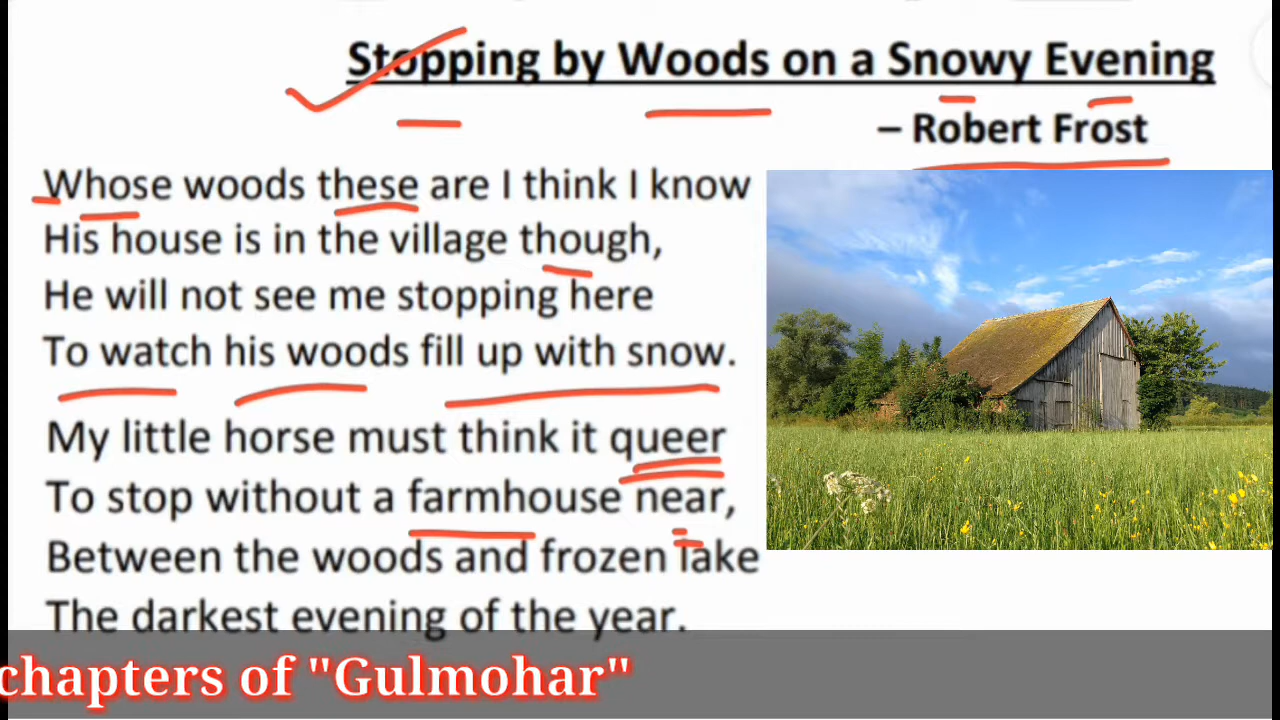 Stopping by Woods on a Snowy Evening
– Robert Frost
Whose woods these are I think I know
His house is in the village though,
He will not see me stopping here
To watch his woods fill up with snow.
My little horse must think it queer
To stop without a farmhouse near,
Between the woods and frozen lake
The darkest evening of the year.
chapters of "Gulmohar"